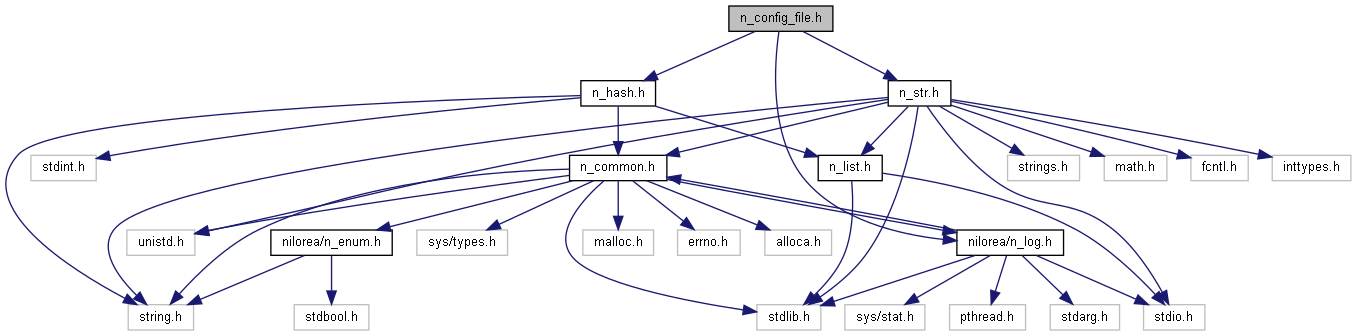 n_config_file.h
n_hash.h
n_str.h
stdint.h
n_common.h
n_list.h
strings.h
math.h
fcntl.h
inttypes.h
unistd.h
nilorea/n_enum.h
sys/types.h
malloc.h
errno.h
alloca.h
nilorea/n_log.h
string.h
stdbool.h
stdlib.h
sys/stat.h
pthread.h
stdarg.h
stdio.h